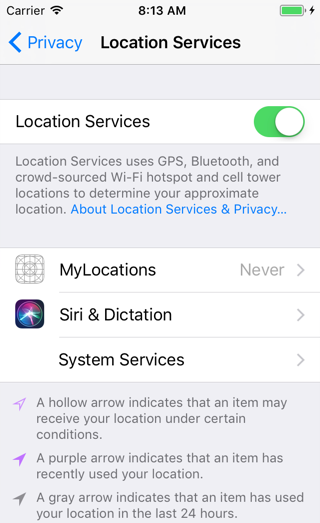 Carrier 8:13 AM
Privacy Location Services
Location Services
Location Services uses GPS, Bluetooth, and
crowd-sourced Wi-Fi hotspot and cell tower
locations to determine your approximate
location. About Location Services & Privacy...
MyLocations Never
Siri & Dictation
System Services
A hollow arrow indicates that an item may
receive your location under certain
conditions.
A purple arrow indicates that an item has
recently used your location.
A gray arrow indicates that an item has used
your location in the last 24 hours.